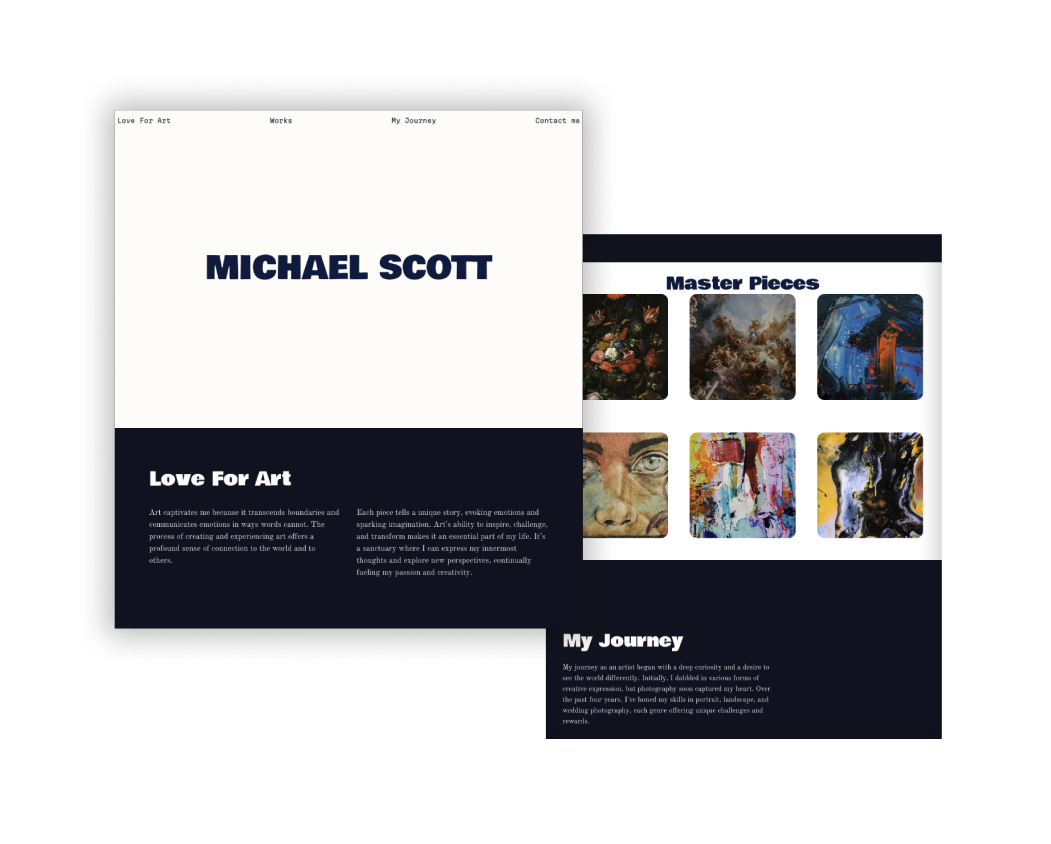 Love For Art Works My Journey Contact me
MICHAEL SCOTT
Love For Art
Art captivates me because it transcends boundaries and
communicates emotions in ways words cannot. The
process of creating and experiencing art offers a
profound sense of connection to the world and to
others.
Each piece tells a unique story, evoking emotions and
sparking imagination. Art's ability to inspire, challenge,
and transform makes it an essential part of my life. It's
a sanctuary where I can express my innermost
thoughts and explore new perspectives, continually
fueling my passion and creativity.
Master Pieces
My Journey
My journey as an artist began with a deep curiosity and a desire to
see the world differently. Initially, I dabbled in various forms of
creative expression, but photography soon captured my heart. Over
the past four years, I've honed my skills in portrait, landscape, and
wedding photography, each genre offering unique challenges and
rewards.